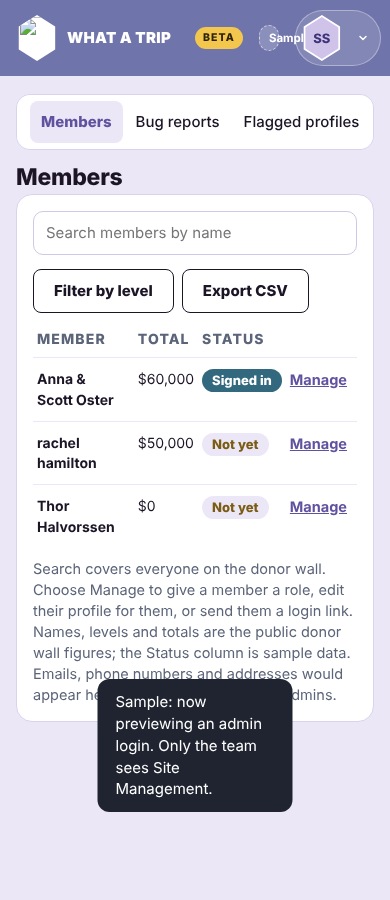 WHAT A TRIP BETA Sampl SS
Members Bug reports Flagged profiles
Members
Search members by name
Filter by level Export CSV
MEMBER TOTAL STATUS
Anna & $60,000 Signed in Manage
Scott Oster
rachel $50,000 Not yet Manage
hamilton
Thor $0 Not yet Manage
Halvorssen
Search covers everyone on the donor wall.
Choose Manage to give a member a role, edit
their profile for them, or send them a login link.
Names, levels and totals are the public donor
wall figures; the Status column is sample data.
Emails, phone numbers and addresses would
appear he dmins.
Sample: now
previewing an admin
login. Only the team
sees Site
Management.